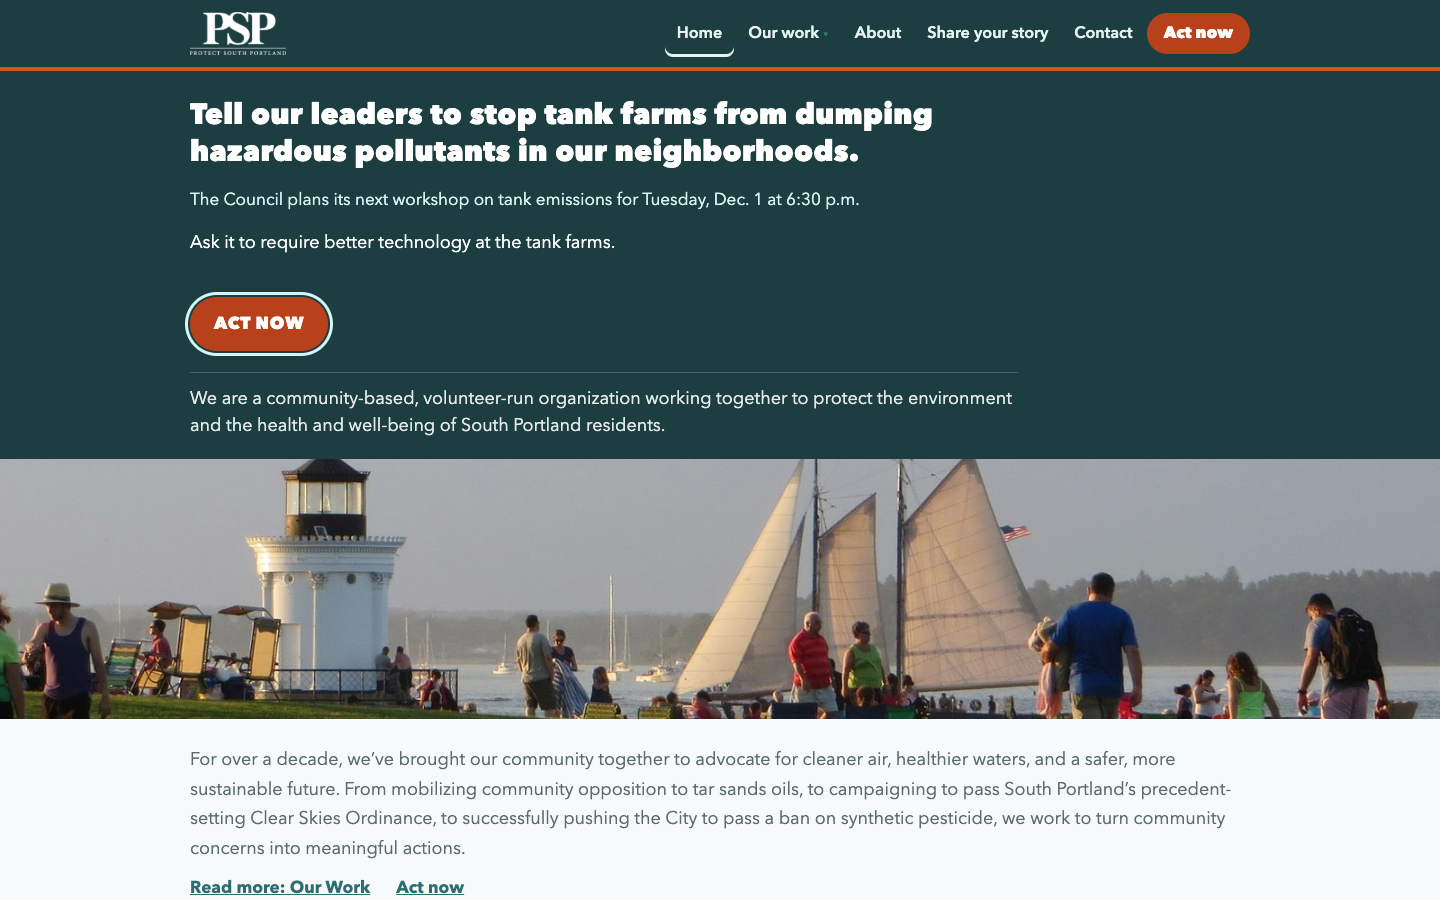 PSP
PROTECT SOUTH PORTLAND
Home
Our work
About
Share your story
Contact
Act now
Tell our leaders to stop tank farms from dumping
hazardous pollutants in our neighborhoods.
The Council plans its next workshop on tank emissions for Tuesday, Dec. 1 at 6:30 p.m.
Ask it to require better technology at the tank farms.
ACT NOW
We are a community-based, volunteer-run organization working together to protect the environment
and the health and well-being of South Portland residents.
For over a decade, we’ve brought our community together to advocate for cleaner air, healthier waters, and a safer, more
sustainable future. From mobilizing community opposition to tar sands oils, to campaigning to pass South Portland’s precedent-
setting Clear Skies Ordinance, to successfully pushing the City to pass a ban on synthetic pesticide, we work to turn community
concerns into meaningful actions.
Read more: Our Work
Act now